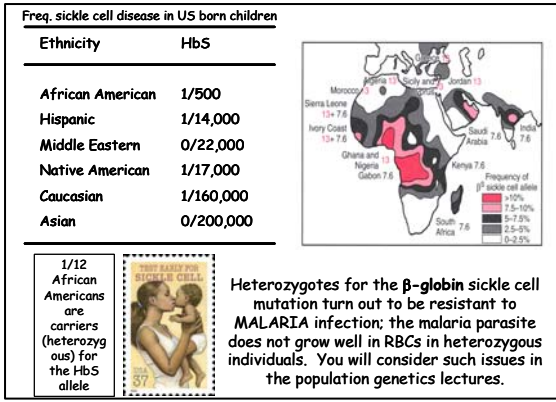 Freq. sickle cell disease in US born children
Ethnicity HbS
African American 1/500
Hispanic 1/14,000
Middle Eastern 0/22,000
Native American 1/17,000
Caucasian 1/160,000
Asian 0/200,000
Algeria 13
Sicily and
Jordan 13
Morocco 3
Sierra Leone
13+ 7.6
Ivory Coast
13+ 7.6
Ghana and
Nigeria 13
Gabon 7.6
Saudi
Arabia 7.6
India
7.6
Kenya 7.6
South
Africa 7.6
Frequency of
βS sickle cell allele
>10%
7.5–10%
5–7.5%
2.5–5%
0–2.5%
1/12
African
Americans
are
carriers
(heterozyg
ous) for
the HbS
allele
TEST EARLY FOR
SICKLE CELL
USA
37
Heterozygotes for the β-globin sickle cell
mutation turn out to be resistant to
MALARIA infection; the malaria parasite
does not grow well in RBCs in heterozygous
individuals. You will consider such issues in
the population genetics lectures.